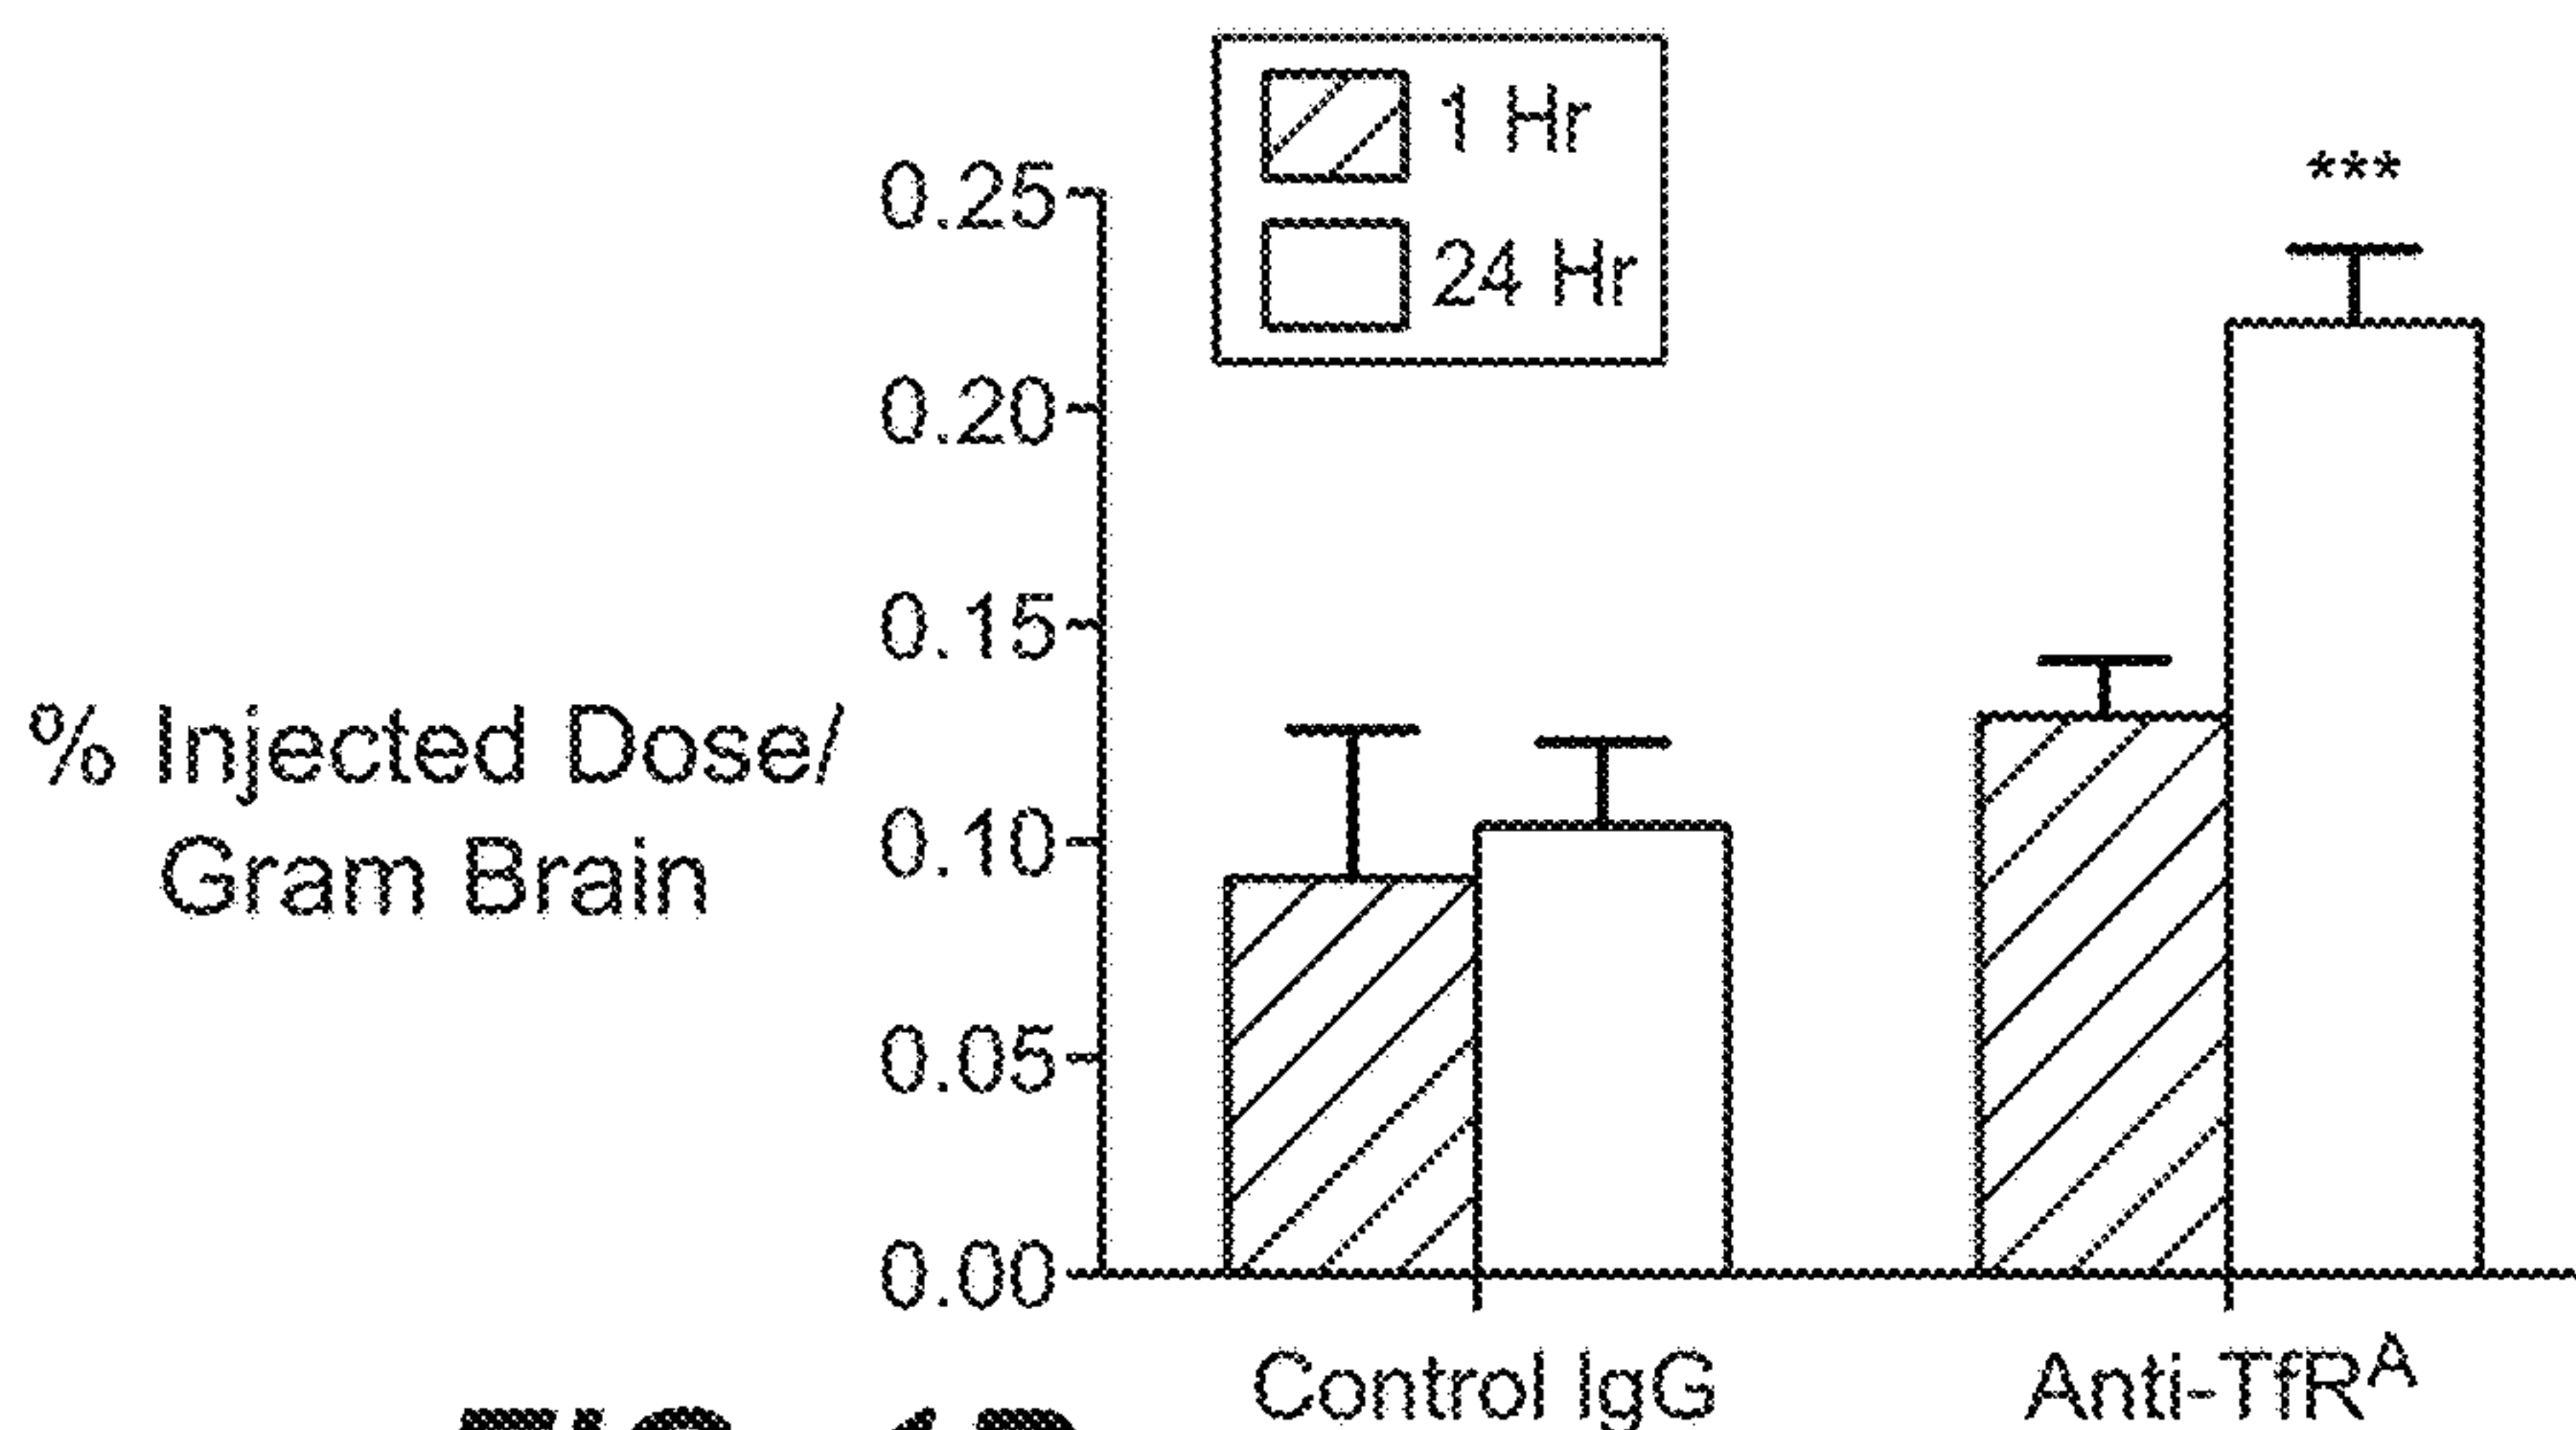 1 Hr
24 Hr
***
0.25
0.20
0.15
0.10
0.05
0.00
% Injected Dose/
Gram Brain
Control IgG
Anti-TfRᴬ